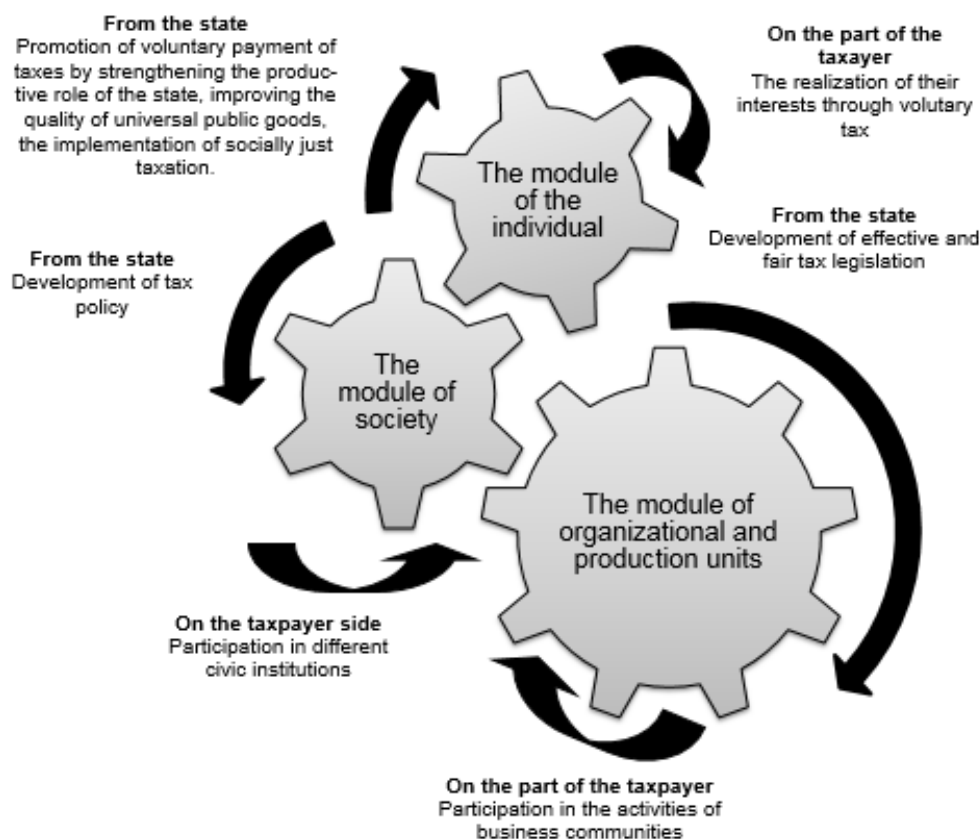 From the state
Promotion of voluntary payment of
taxes by strengthening the produc-
tive role of the state, improving the
quality of universal public goods,
the implementation of socially just
taxation.
On the part of the
taxayer
The realization of their
interests through volutary
tax
The module
of the
individual
From the state
Development of effective and
fair tax legislation
From the state
Development of tax
policy
The
module of
society
The module of
organizational and
production units
On the taxpayer side
Participation in different
civic institutions
On the part of the taxpayer
Participation in the activities of
business communities